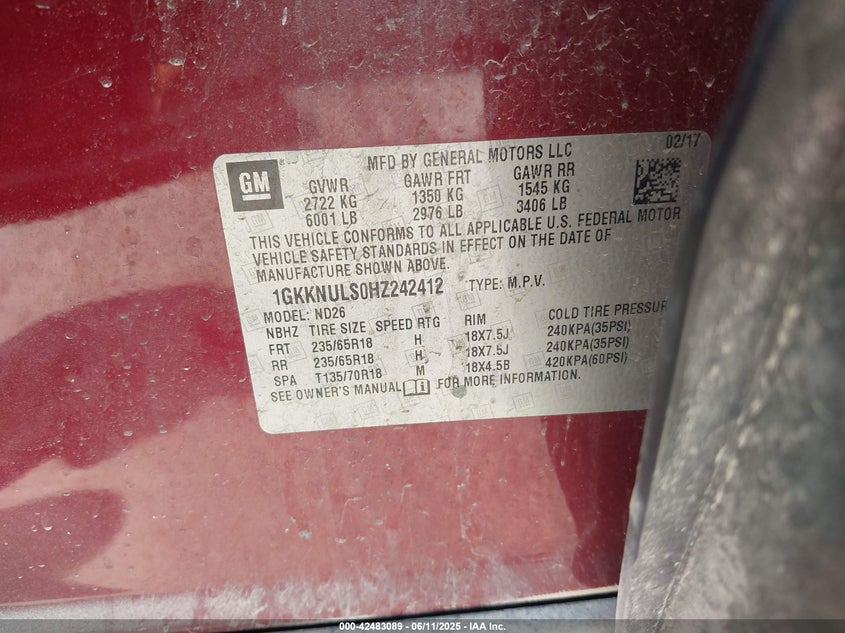 MFD BY GENERAL MOTORS LLC 02/17
GM
GVWR GAWR FRT GAWR RR
2722 KG 1350 KG 1545 KG
6001 LB 2976 LB 3406 LB
THIS VEHICLE CONFORMS TO ALL APPLICABLE U.S. FEDERAL MOTOR
VEHICLE SAFETY STANDARDS IN EFFECT ON THE DATE OF
MANUFACTURE SHOWN ABOVE.
1GKKNULS0HZ242412 TYPE: M.P.V.
MODEL: ND26
NBHZ TIRE SIZE SPEED RTG RIM COLD TIRE PRESSUR
FRT 235/65R18 H 18X7.5J 240KPA(35PSI)
RR 235/65R18 H 18X7.5J 240KPA(35PSI)
SPA T135/70R18 M 18X4.5B 420KPA(60PSI)
SEE OWNER'S MANUAL FOR MORE INFORMATION.
000-42483089 - 06/11/2025 - IAA Inc.